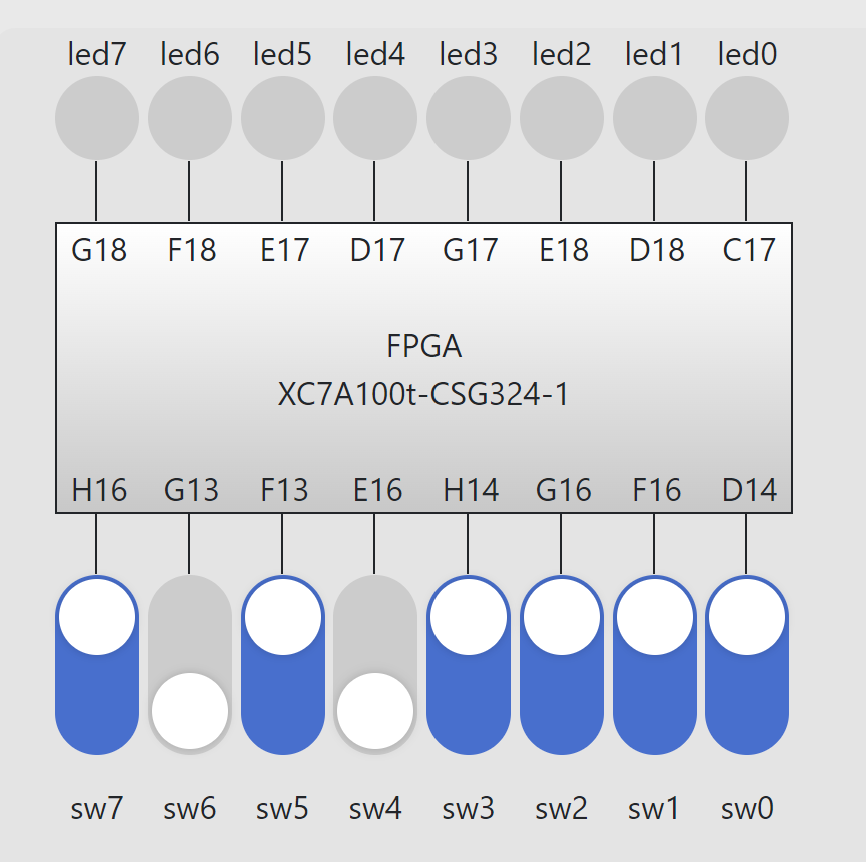 led7 led6 led5 led4 led3 led2 led1 led0
G18 F18 E17 D17 G17 E18 D18 C17
FPGA
XC7A100t-CSG324-1
H16 G13 F13 E16 H14 G16 F16 D14
sw7 sw6 sw5 sw4 sw3 sw2 sw1 sw0